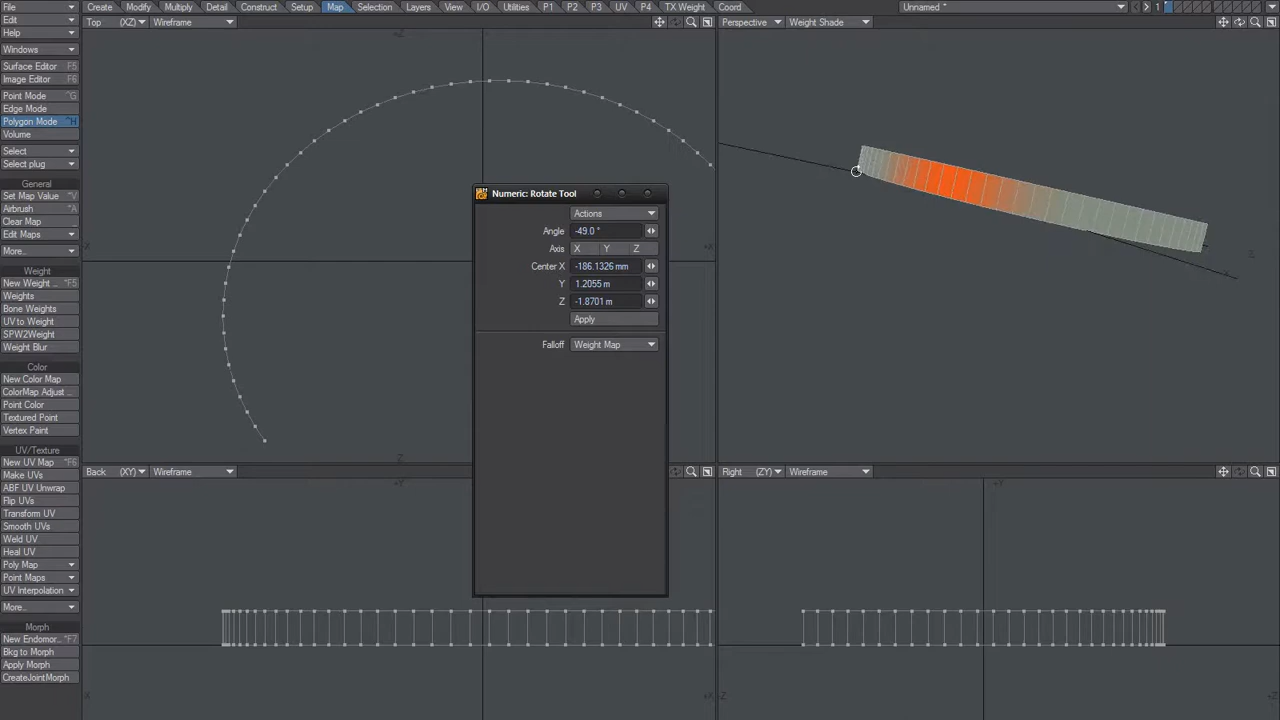 File
Create
Modify
Multiply
Detail
Construct
Setup
Map
Selection
Layers
View
I/O
Utilities
P1
P2
P3
UV
P4
TX Weight
Coord
Unnamed *
1
Edit
Help
Windows
Surface Editor F5
Image Editor F6
Point Mode ^G
Edge Mode
Polygon Mode ^H
Volume
Select
Select plug
General
Set Map Value ^V
Airbrush ^A
Clear Map _
Edit Maps
More...
Weight
New Weight ... ^F5
Weights
Bone Weights
UV to Weight
SPW2Weight
Weight Blur
Color
New Color Map
ColorMap Adjust ...
Point Color
Textured Point
Vertex Paint
UV/Texture
New UV Map ^F6
Make UVs
ABF UV Unwrap
Flip UVs
Transform UV
Smooth UVs
Weld UV
Heal UV
Poly Map
Point Maps
UV Interpolation
More...
Morph
New Endomor... ^F7
Bkg to Morph
Apply Morph
CreateJointMorph
Top (XZ) Wireframe
Perspective Weight Shade
Back (XY) Wireframe
Right (ZY) Wireframe
Numeric: Rotate Tool
Actions
Angle -49.0 °
Axis X Y Z
Center X -186.1326 mm
Y 1.2055 m
Z -1.8701 m
Apply
Falloff Weight Map